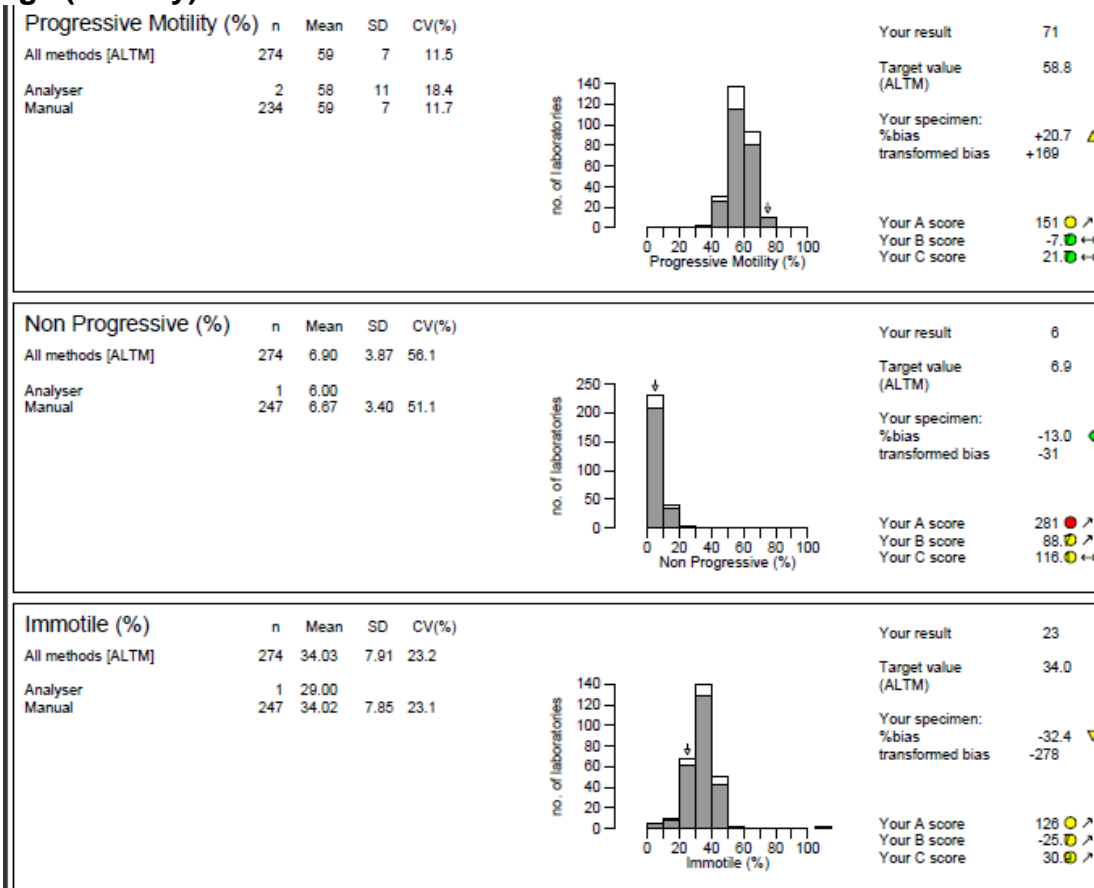 Progressive Motility (%) n Mean SD CV(%)
All methods [ALTM] 274 59 7 11.5
Analyser 2 58 11 18.4
Manual 234 59 7 11.7
no. of laboratories
140
120
100
80
60
40
20
0
0 20 40 60 80 100
Progressive Motility (%)
Your result 71
Target value 58.8
(ALTM)
Your specimen:
%bias +20.7
transformed bias +169
Your A score 151
Your B score -7.
Your C score 21.
Non Progressive (%) n Mean SD CV(%)
All methods [ALTM] 274 6.90 3.87 56.1
Analyser 1 6.00
Manual 247 6.67 3.40 51.1
no. of laboratories
250
200
150
100
50
0
0 20 40 60 80 100
Non Progressive (%)
Your result 6
Target value 6.9
(ALTM)
Your specimen:
%bias -13.0
transformed bias -31
Your A score 281
Your B score 88.
Your C score 116.
Immotile (%) n Mean SD CV(%)
All methods [ALTM] 274 34.03 7.91 23.2
Analyser 1 29.00
Manual 247 34.02 7.85 23.1
no. of laboratories
140
120
100
80
60
40
20
0
0 20 40 60 80 100
Immotile (%)
Your result 23
Target value 34.0
(ALTM)
Your specimen:
%bias -32.4
transformed bias -278
Your A score 126
Your B score -25.
Your C score 30.